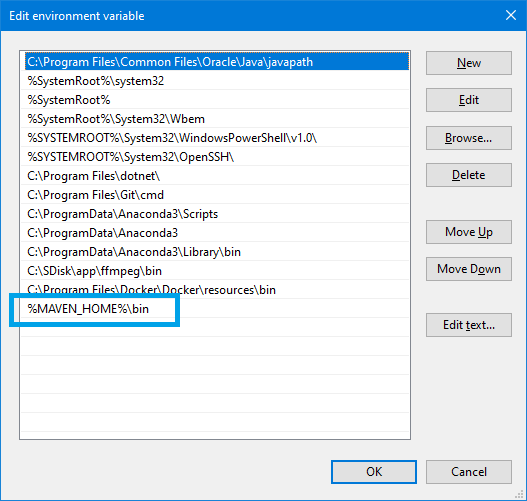 Edit environment variable
C:\Program Files\Common Files\Oracle\Java\javapath
%SystemRoot%\system32
%SystemRoot%
%SystemRoot%\System32\Wbem
%SYSTEMROOT%\System32\WindowsPowerShell\v1.0\
%SYSTEMROOT%\System32\OpenSSH\
C:\Program Files\dotnet\
C:\Program Files\Git\cmd
C:\ProgramData\Anaconda3\Scripts
C:\ProgramData\Anaconda3
C:\ProgramData\Anaconda3\Library\bin
C:\SDisk\app\ffmpeg\bin
C:\Program Files\Docker\Docker\resources\bin
%MAVEN_HOME%\bin
New
Edit
Browse...
Delete
Move Up
Move Down
Edit text...
OK
Cancel